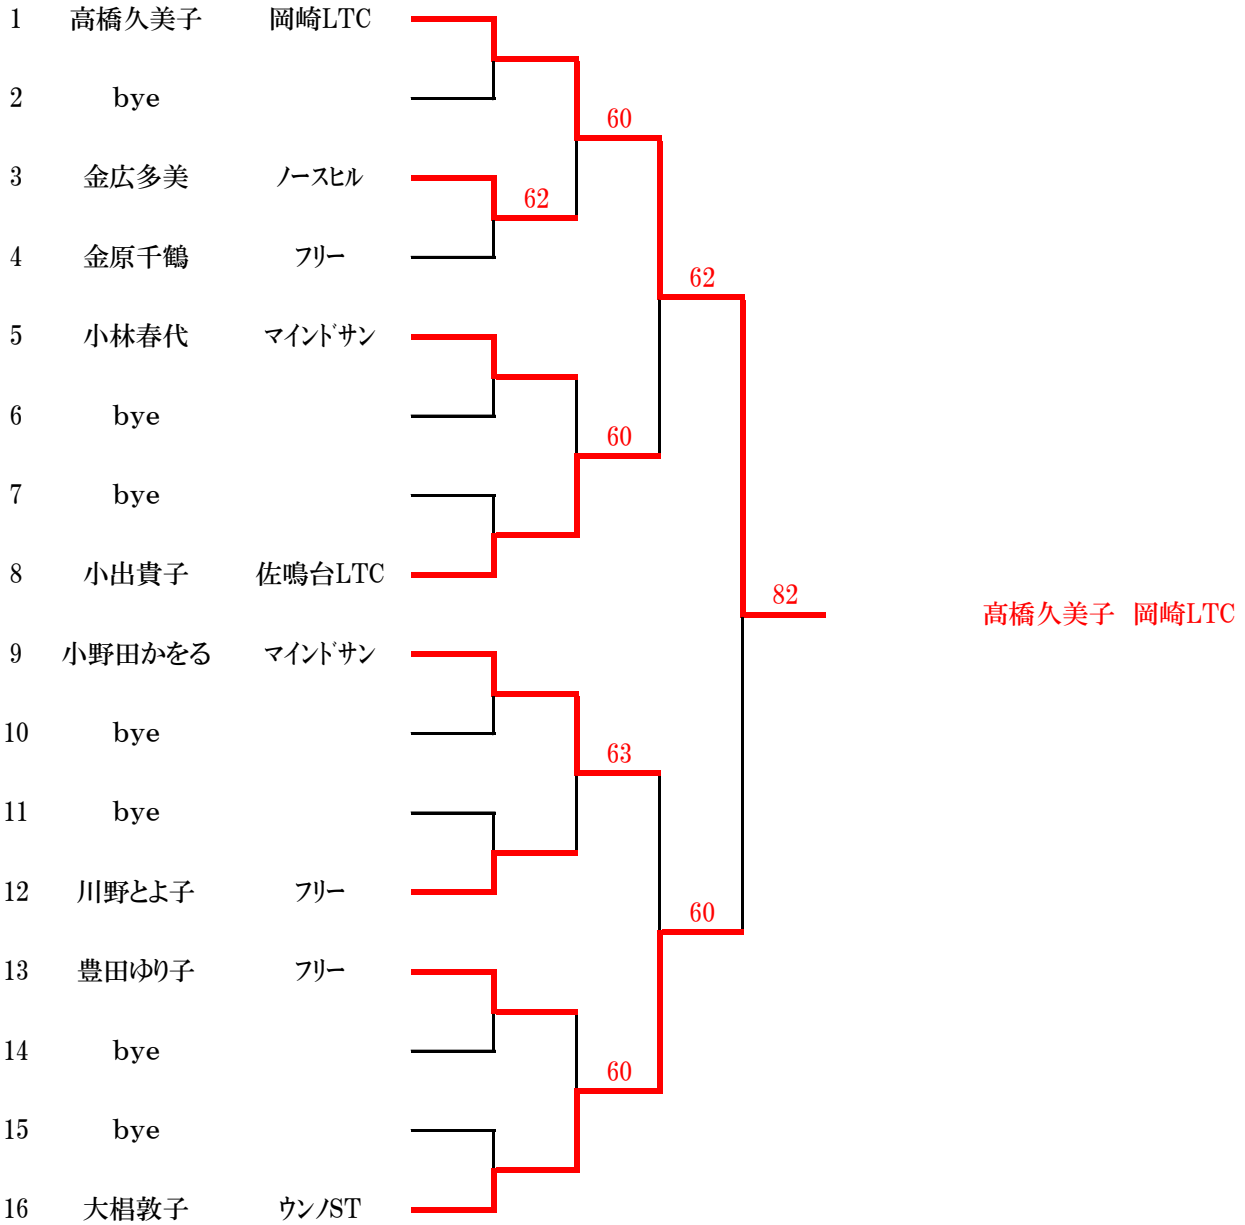 1 高橋久美子 岡崎LTC
60
2 bye
3 金広多美 ノースヒル
62
4 金原千鶴 フリー
62
5 小林春代 マインドサン
6 bye
60
7 bye
8 小出貴子 佐鳴台LTC
82
髙橋久美子 岡崎LTC
9 小野田かをる マインドサン
10 bye
63
11 bye
12 川野とよ子 フリー
60
13 豊田ゆり子 フリー
14 bye
60
15 bye
16 大椙敦子 ウンノST